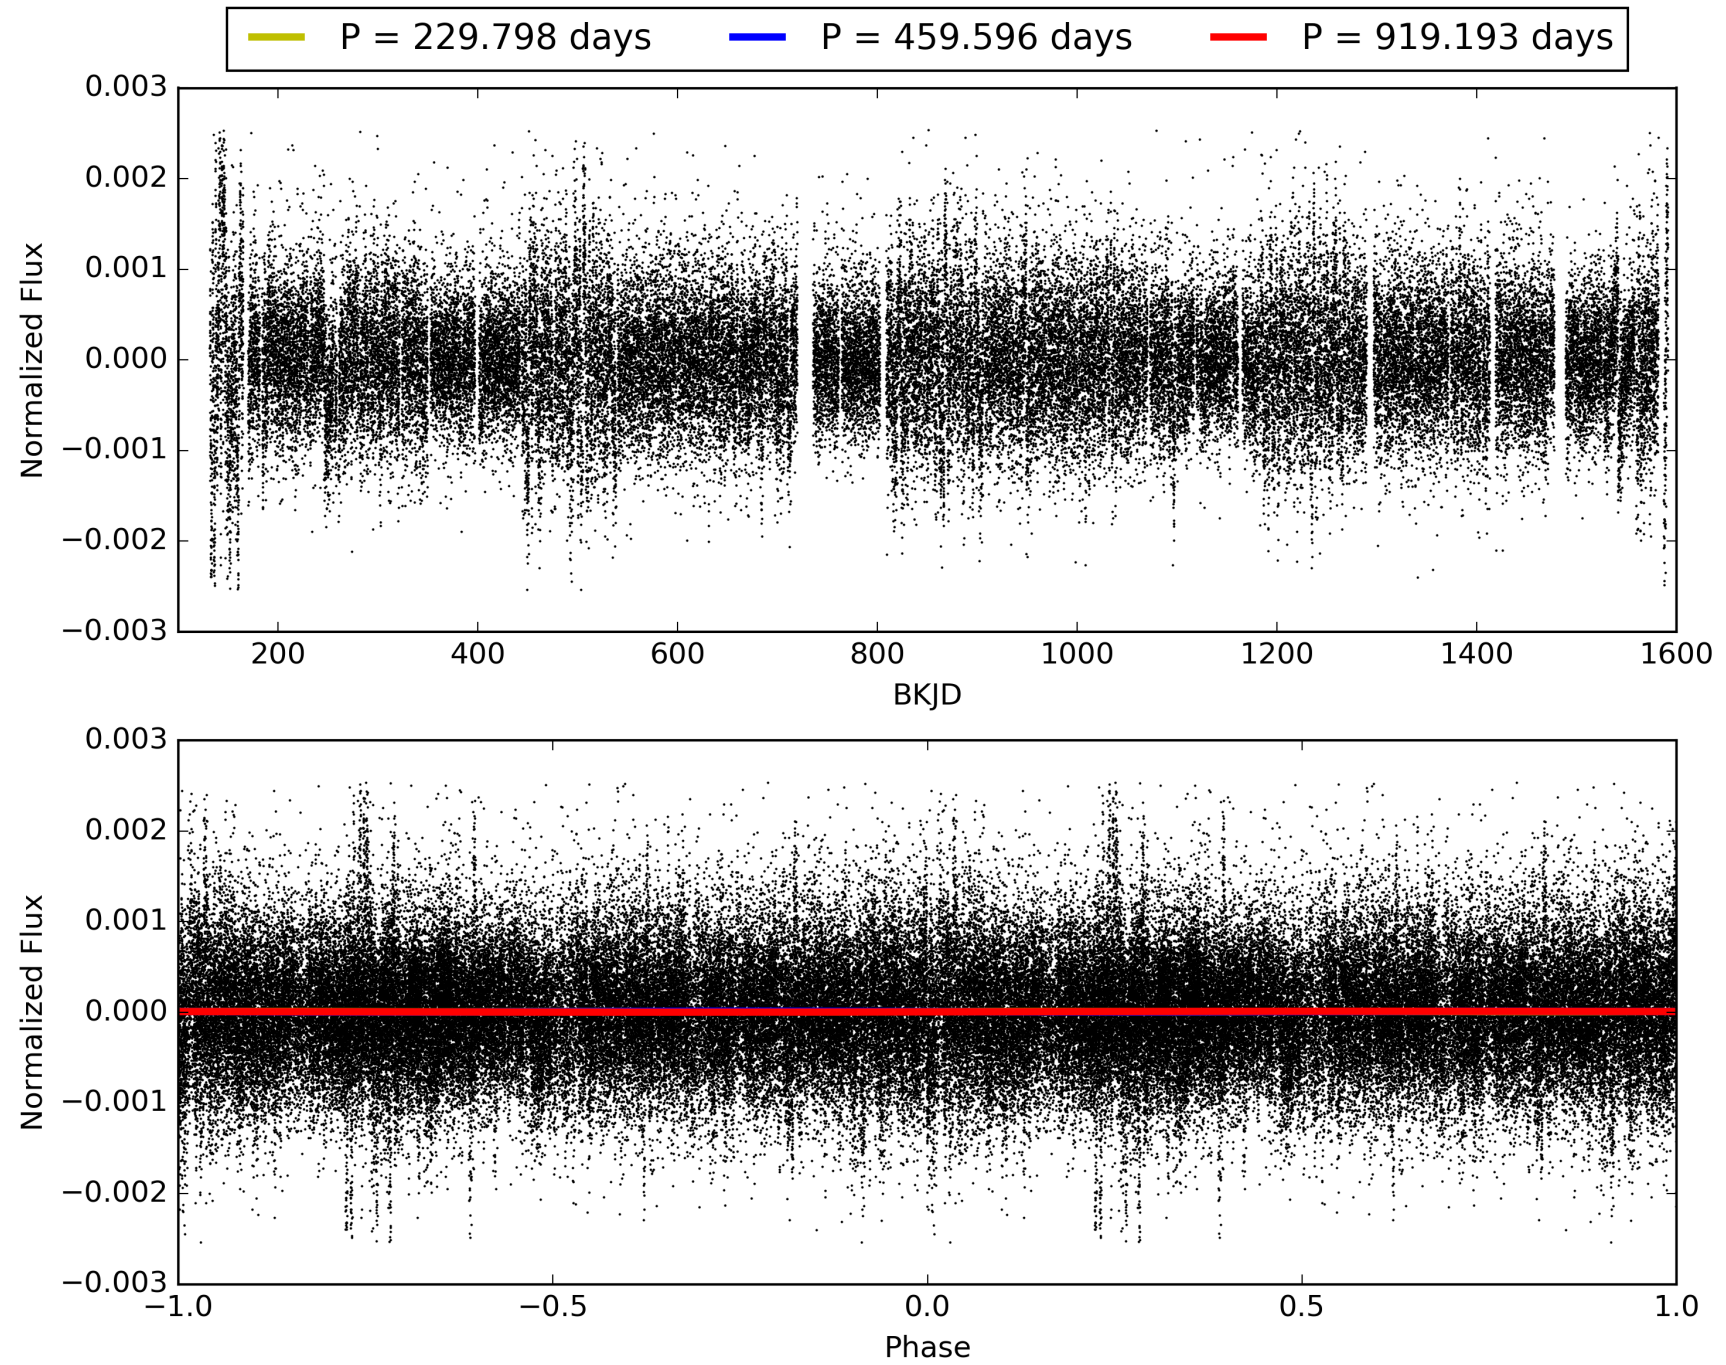 P = 229.798 days P = 459.596 days P = 919.193 days
0.003
0.002
0.001
0.000
−0.001
−0.002
−0.003
Normalized Flux
200 400 600 800 1000 1200 1400 1600
BKJD
0.003
0.002
0.001
0.000
−0.001
−0.002
−0.003
Normalized Flux
−1.0 −0.5 0.0 0.5 1.0
Phase